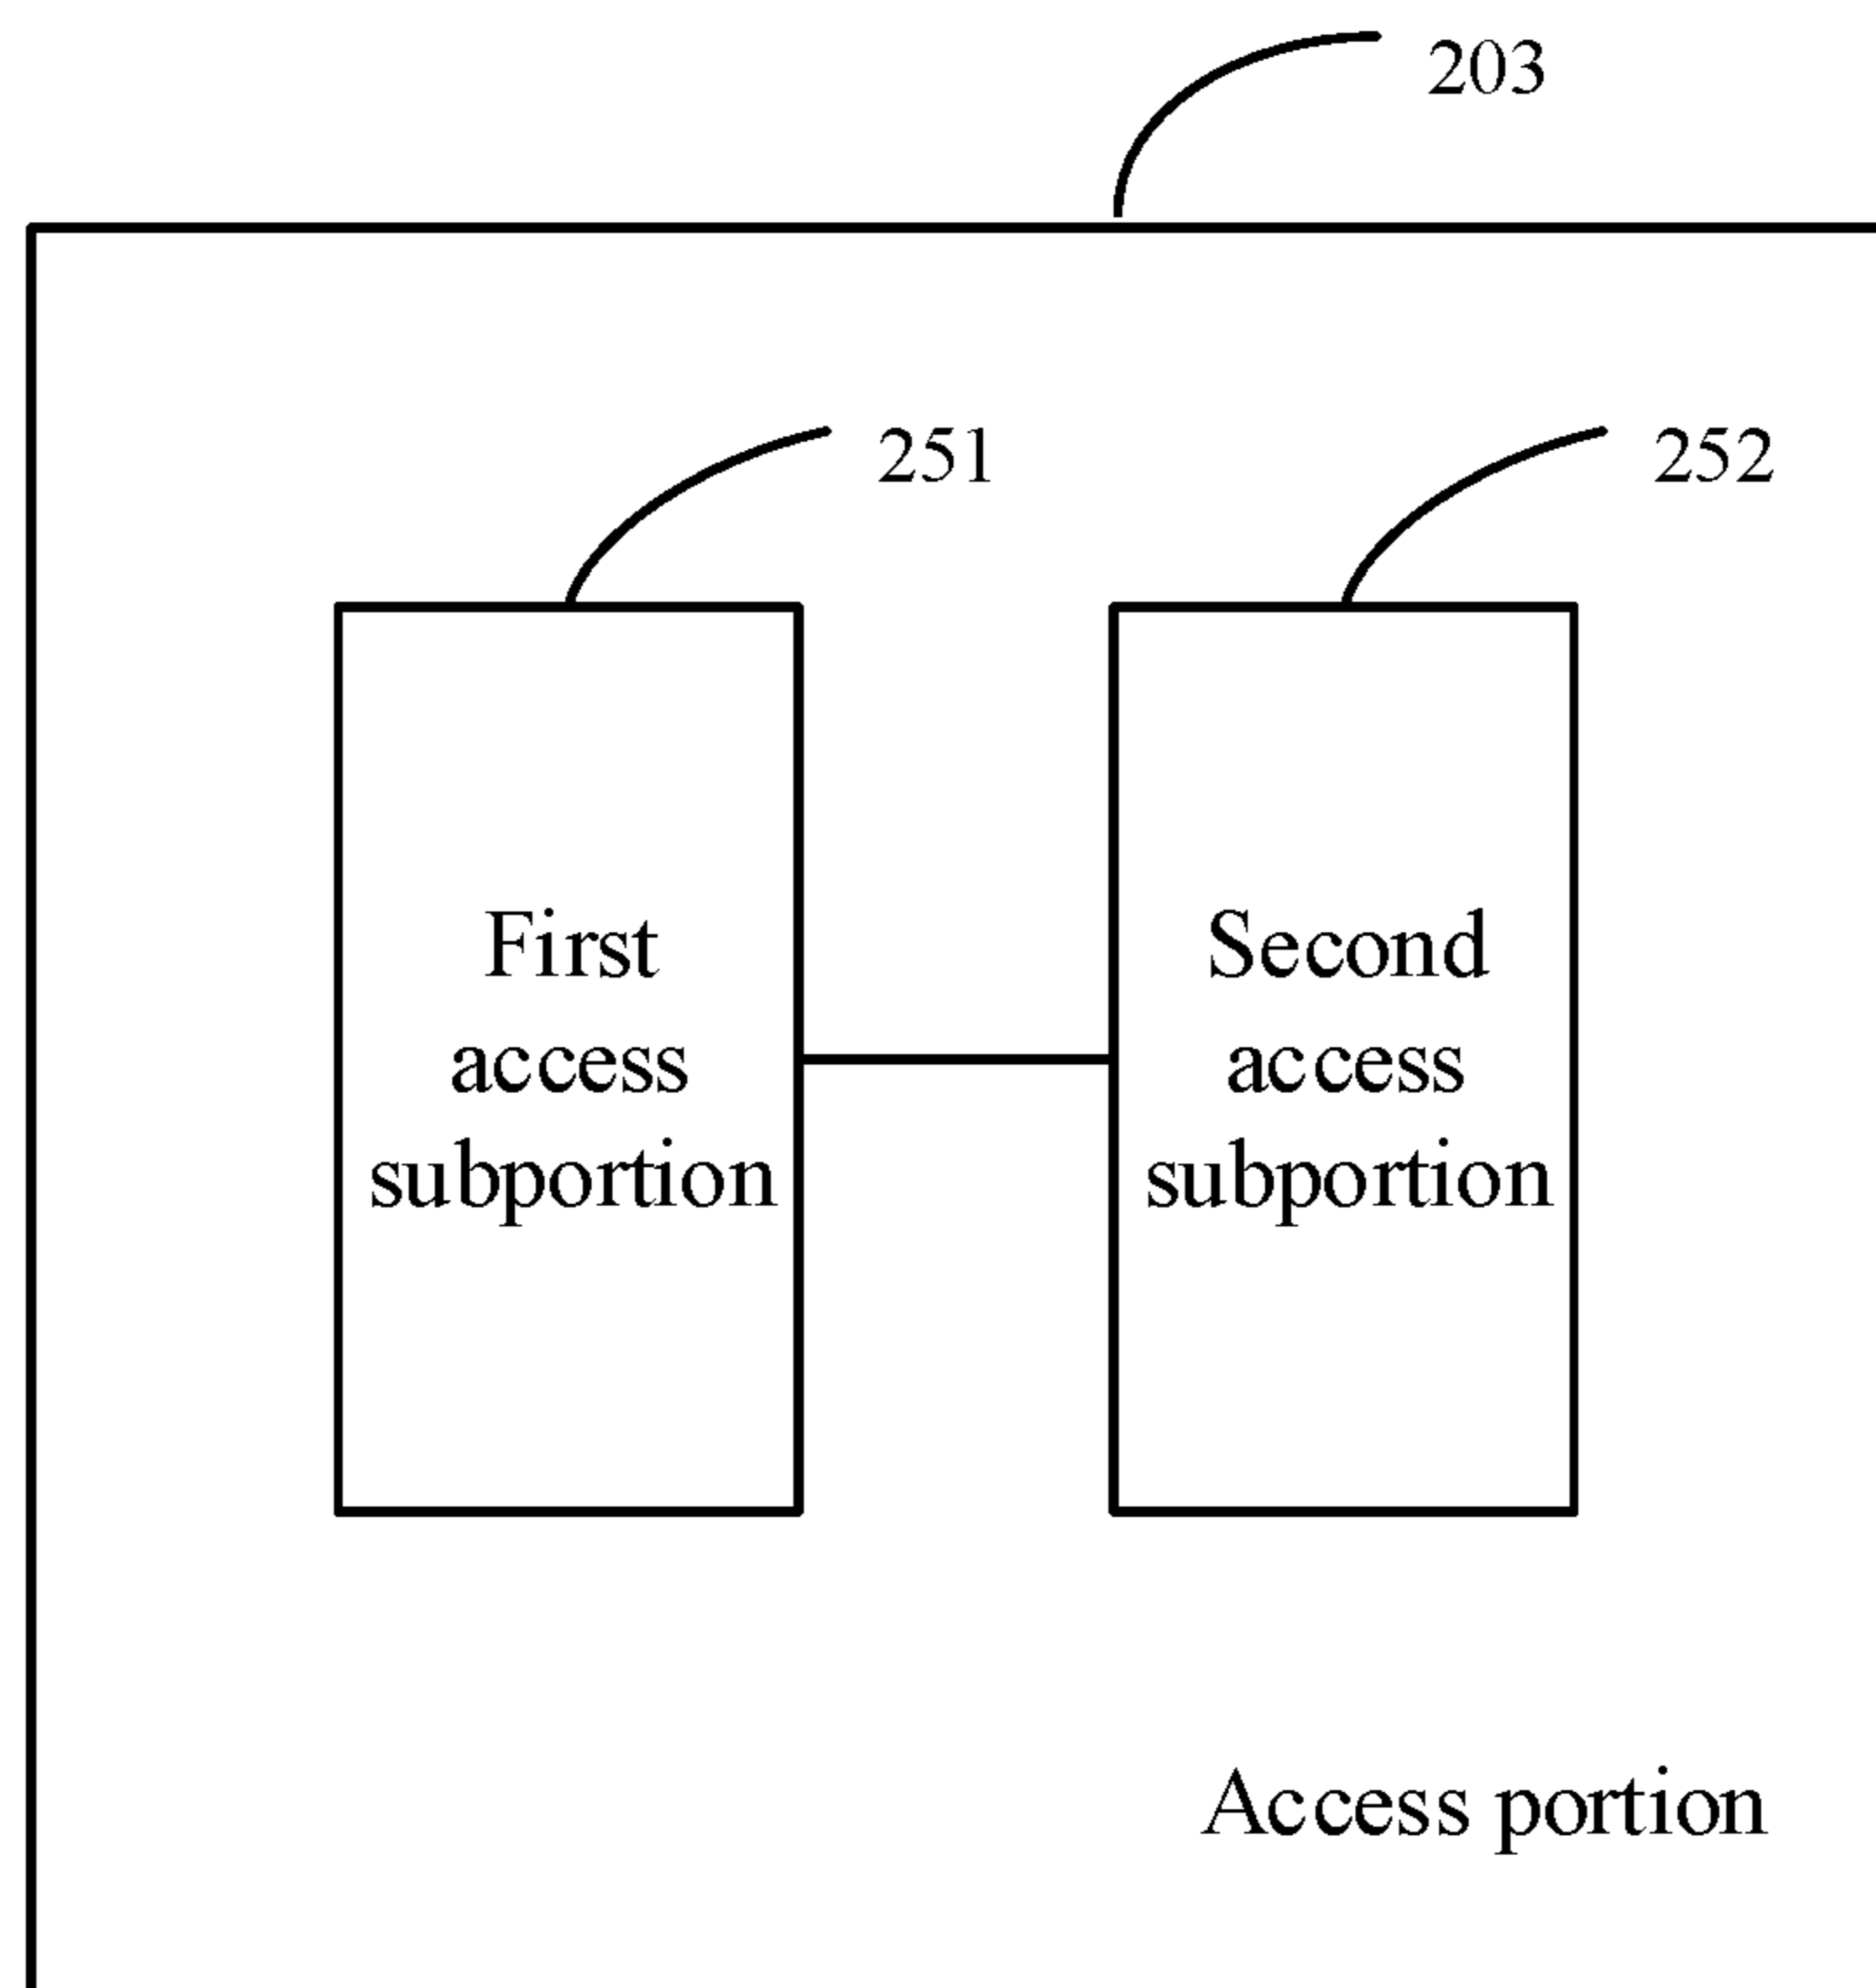 203
251
252
First
access
subportion
Second
access
subportion
Access portion